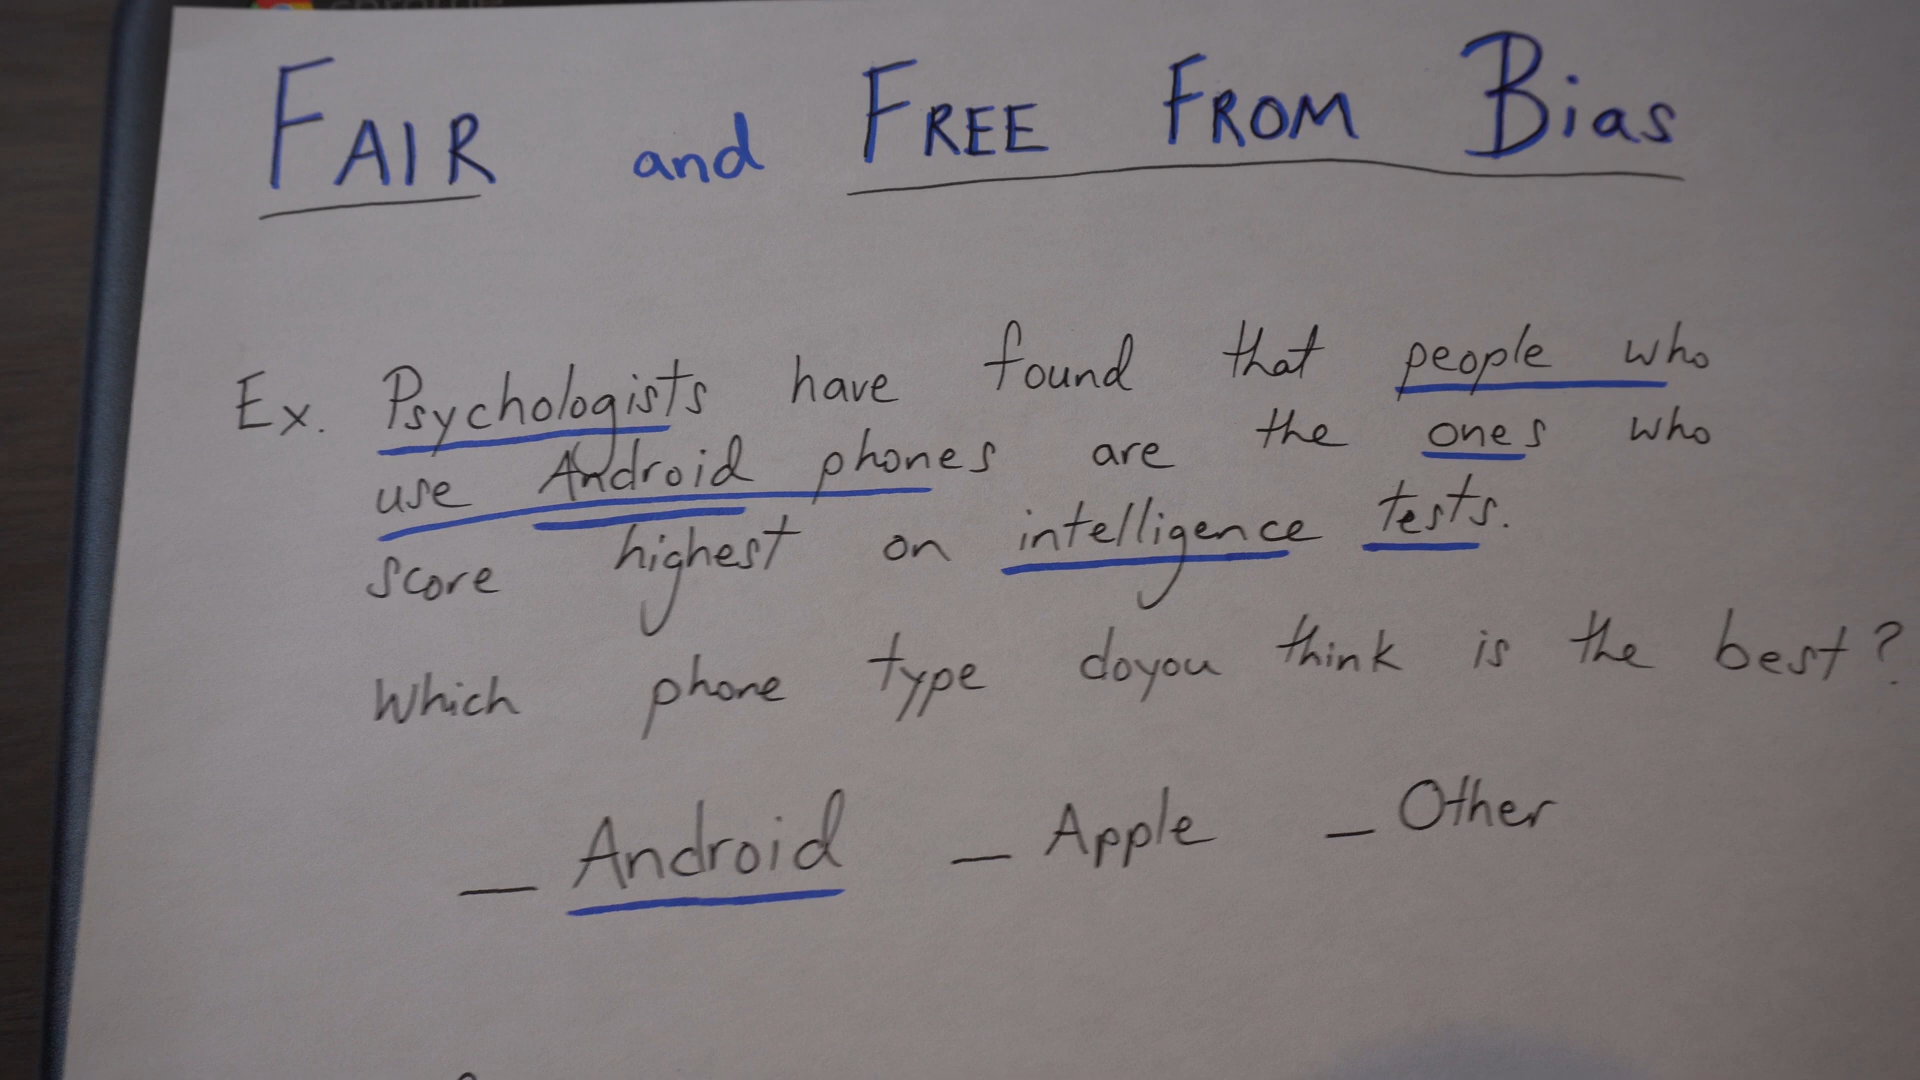 FAIR and FREE FROM Bias
Ex. Psychologists have found that people who
use Android phones are the ones who
score highest on intelligence tests.
Which phone type doyou think is the best?
_ Android _ Apple _ Other